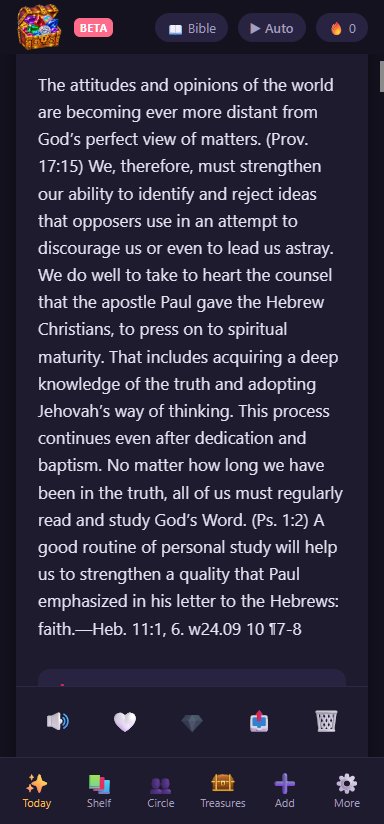 BETA
Bible
Auto
0
The attitudes and opinions of the world
are becoming ever more distant from
God’s perfect view of matters. (Prov.
17:15) We, therefore, must strengthen
our ability to identify and reject ideas
that opposers use in an attempt to
discourage us or even to lead us astray.
We do well to take to heart the counsel
that the apostle Paul gave the Hebrew
Christians, to press on to spiritual
maturity. That includes acquiring a deep
knowledge of the truth and adopting
Jehovah’s way of thinking. This process
continues even after dedication and
baptism. No matter how long we have
been in the truth, all of us must regularly
read and study God’s Word. (Ps. 1:2) A
good routine of personal study will help
us to strengthen a quality that Paul
emphasized in his letter to the Hebrews:
faith.—Heb. 11:1, 6. w24.09 10 ¶7-8
Today
Shelf
Circle
Treasures
Add
More